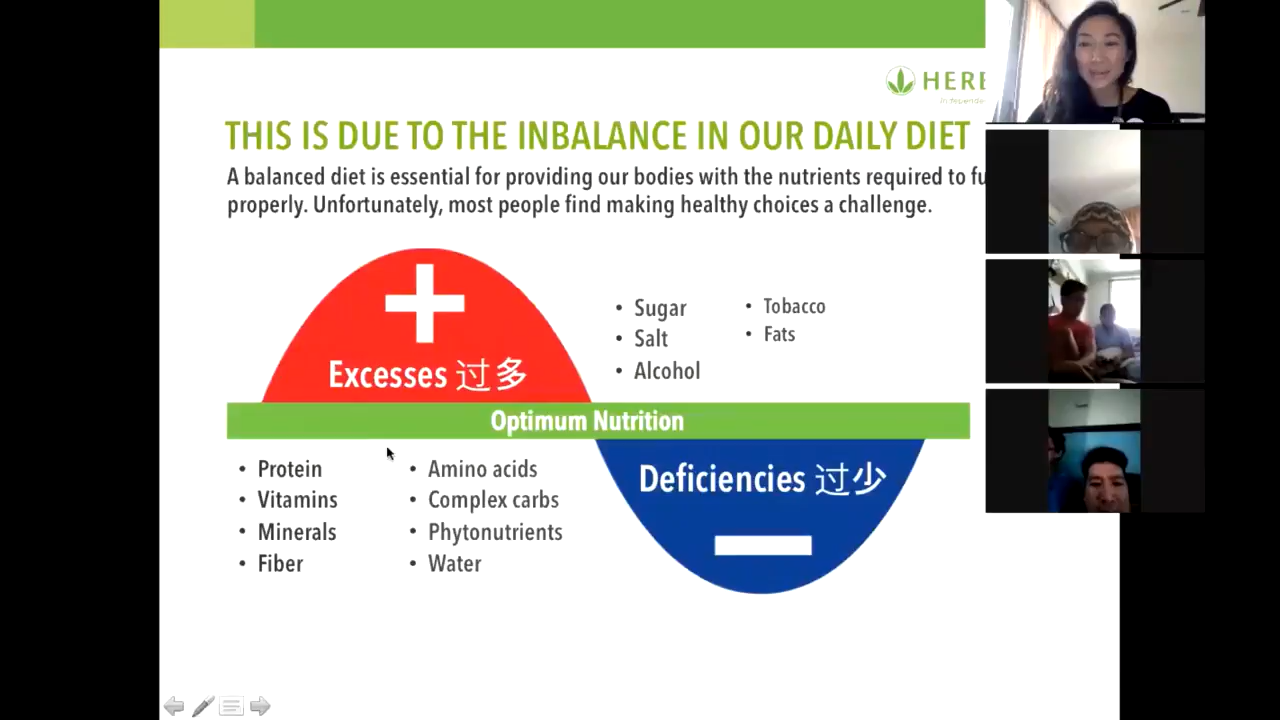 HERB
Independe
THIS IS DUE TO THE INBALANCE IN OUR DAILY DIET
A balanced diet is essential for providing our bodies with the nutrients required to fu
properly. Unfortunately, most people find making healthy choices a challenge.
Excesses 过多
• Sugar
• Salt
• Alcohol
• Tobacco
• Fats
Optimum Nutrition
• Protein
• Vitamins
• Minerals
• Fiber
• Amino acids
• Complex carbs
• Phytonutrients
• Water
Deficiencies 过少